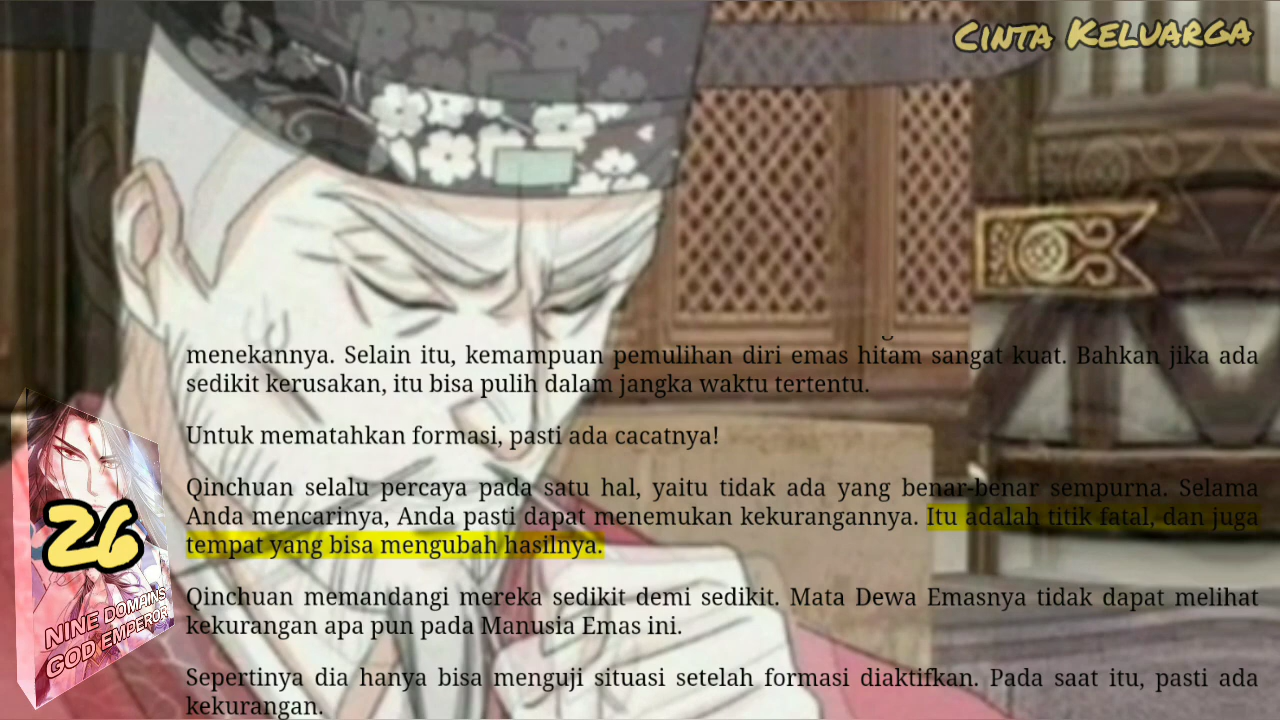 Cinta Keluarga
menekannya. Selain itu, kemampuan pemulihan diri emas hitam sangat kuat. Bahkan jika ada
sedikit kerusakan, itu bisa pulih dalam jangka waktu tertentu.
Untuk mematahkan formasi, pasti ada cacatnya!
Qinchuan selalu percaya pada satu hal, yaitu tidak ada yang benar-benar sempurna. Selama
Anda mencarinya, Anda pasti dapat menemukan kekurangannya. Itu adalah titik fatal, dan juga
tempat yang bisa mengubah hasilnya.
Qinchuan memandangi mereka sedikit demi sedikit. Mata Dewa Emasnya tidak dapat melihat
kekurangan apa pun pada Manusia Emas ini.
Sepertinya dia hanya bisa menguji situasi setelah formasi diaktifkan. Pada saat itu, pasti ada
kekurangan.
26
NINE DOMAINS
GOD EMPEROR